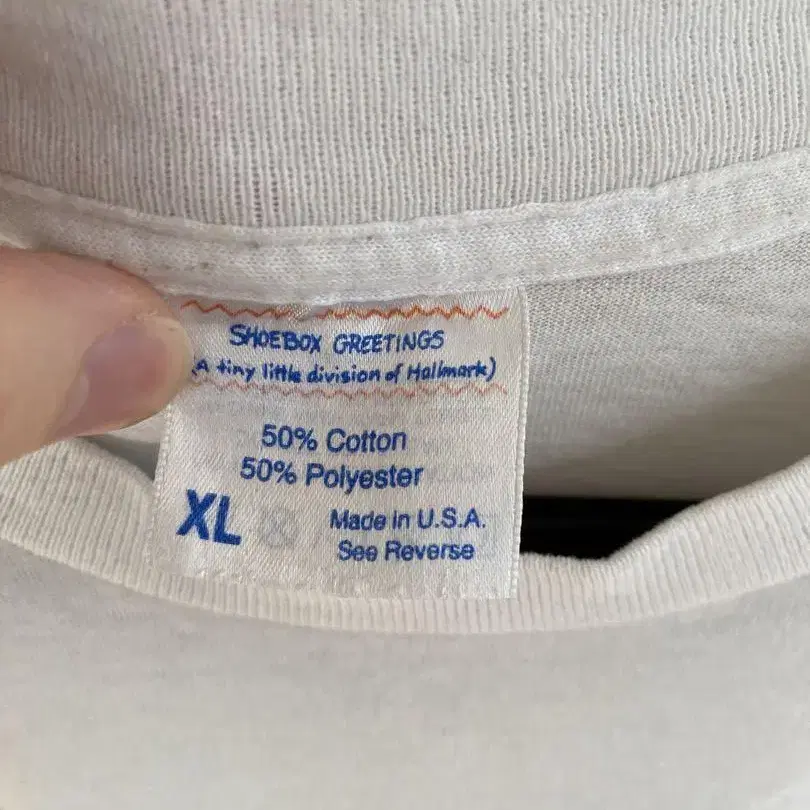 SHOEBOX GREETINGS
(A tiny little division of Hallmark)
50% Cotton
50% Polyester
XL
Made in U.S.A.
See Reverse